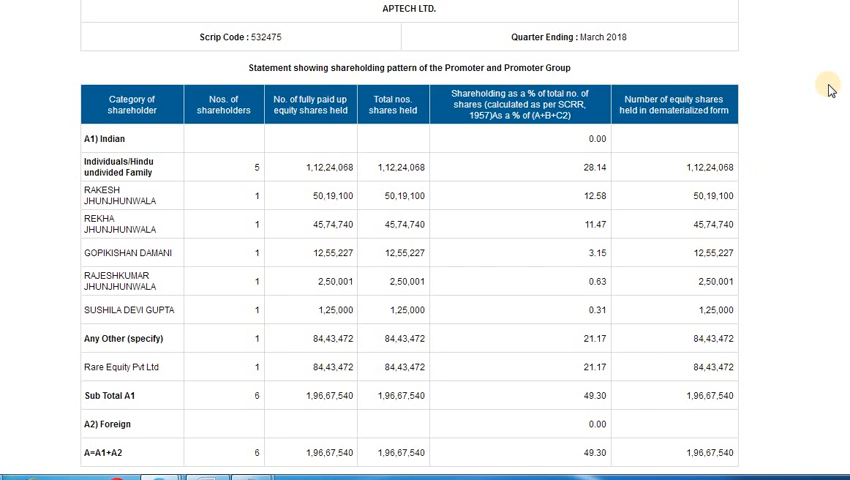 APTECH LTD.
Scrip Code : 532475 Quarter Ending : March 2018
Statement showing shareholding pattern of the Promoter and Promoter Group
Category of shareholder Nos. of shareholders No. of fully paid up equity shares held Total nos. shares held Shareholding as a % of total no. of shares (calculated as per SCRR, 1957)As a % of (A+B+C2) Number of equity shares held in dematerialized form
A1) Indian 0.00
Individuals/Hindu undivided Family 5 1,12,24,068 1,12,24,068 28.14 1,12,24,068
RAKESH JHUNJHUNWALA 1 50,19,100 50,19,100 12.58 50,19,100
REKHA JHUNJHUNWALA 1 45,74,740 45,74,740 11.47 45,74,740
GOPIKISHAN DAMANI 1 12,55,227 12,55,227 3.15 12,55,227
RAJESHKUMAR JHUNJHUNWALA 1 2,50,001 2,50,001 0.63 2,50,001
SUSHILA DEVI GUPTA 1 1,25,000 1,25,000 0.31 1,25,000
Any Other (specify) 1 84,43,472 84,43,472 21.17 84,43,472
Rare Equity Pvt Ltd 1 84,43,472 84,43,472 21.17 84,43,472
Sub Total A1 6 1,96,67,540 1,96,67,540 49.30 1,96,67,540
A2) Foreign 0.00
A=A1+A2 6 1,96,67,540 1,96,67,540 49.30 1,96,67,540